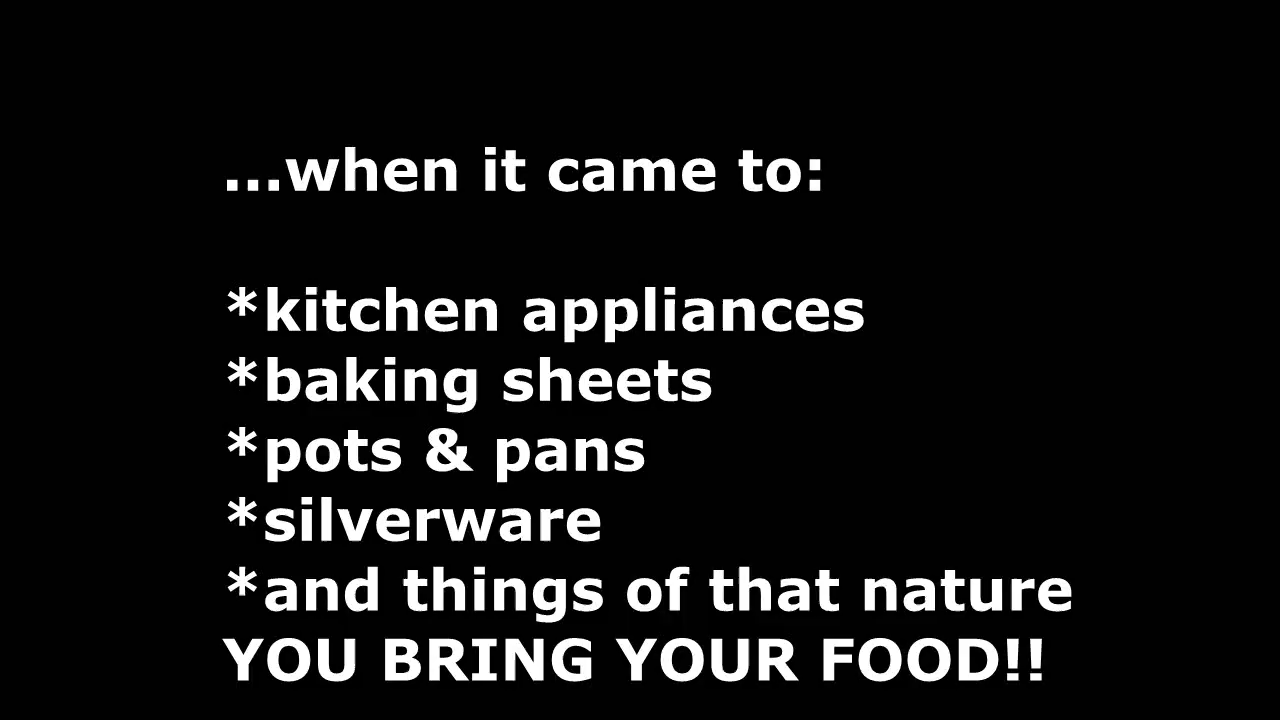 ...when it came to:
*kitchen appliances
*baking sheets
*pots & pans
*silverware
*and things of that nature
YOU BRING YOUR FOOD!!